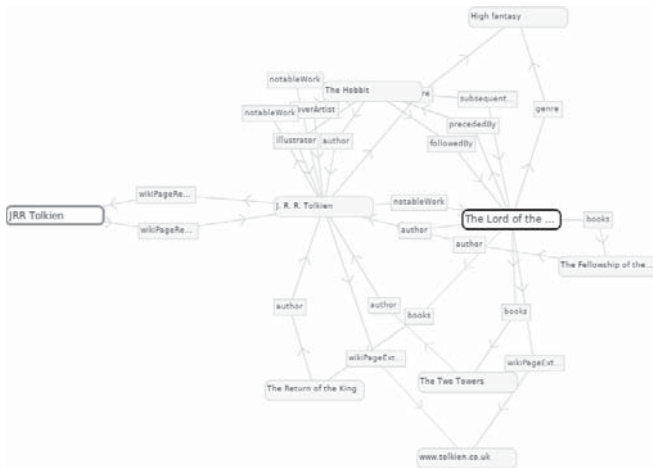 High fantasy
notableWork
The Hobbit
re
subsequent...
notableWork
verArtist
genre
precededBy
illustrator
author
followedBy
wikiPageRe...
J. R. R. Tolkien
notableWork
JRR Tolkien
The Lord of the ...
books
wikiPageRe...
author
author
The Fellowship of the...
author
author
books
books
wikiPageExt...
wikiPageExt...
The Return of the King
The Two Towers
www.tolkien.co.uk